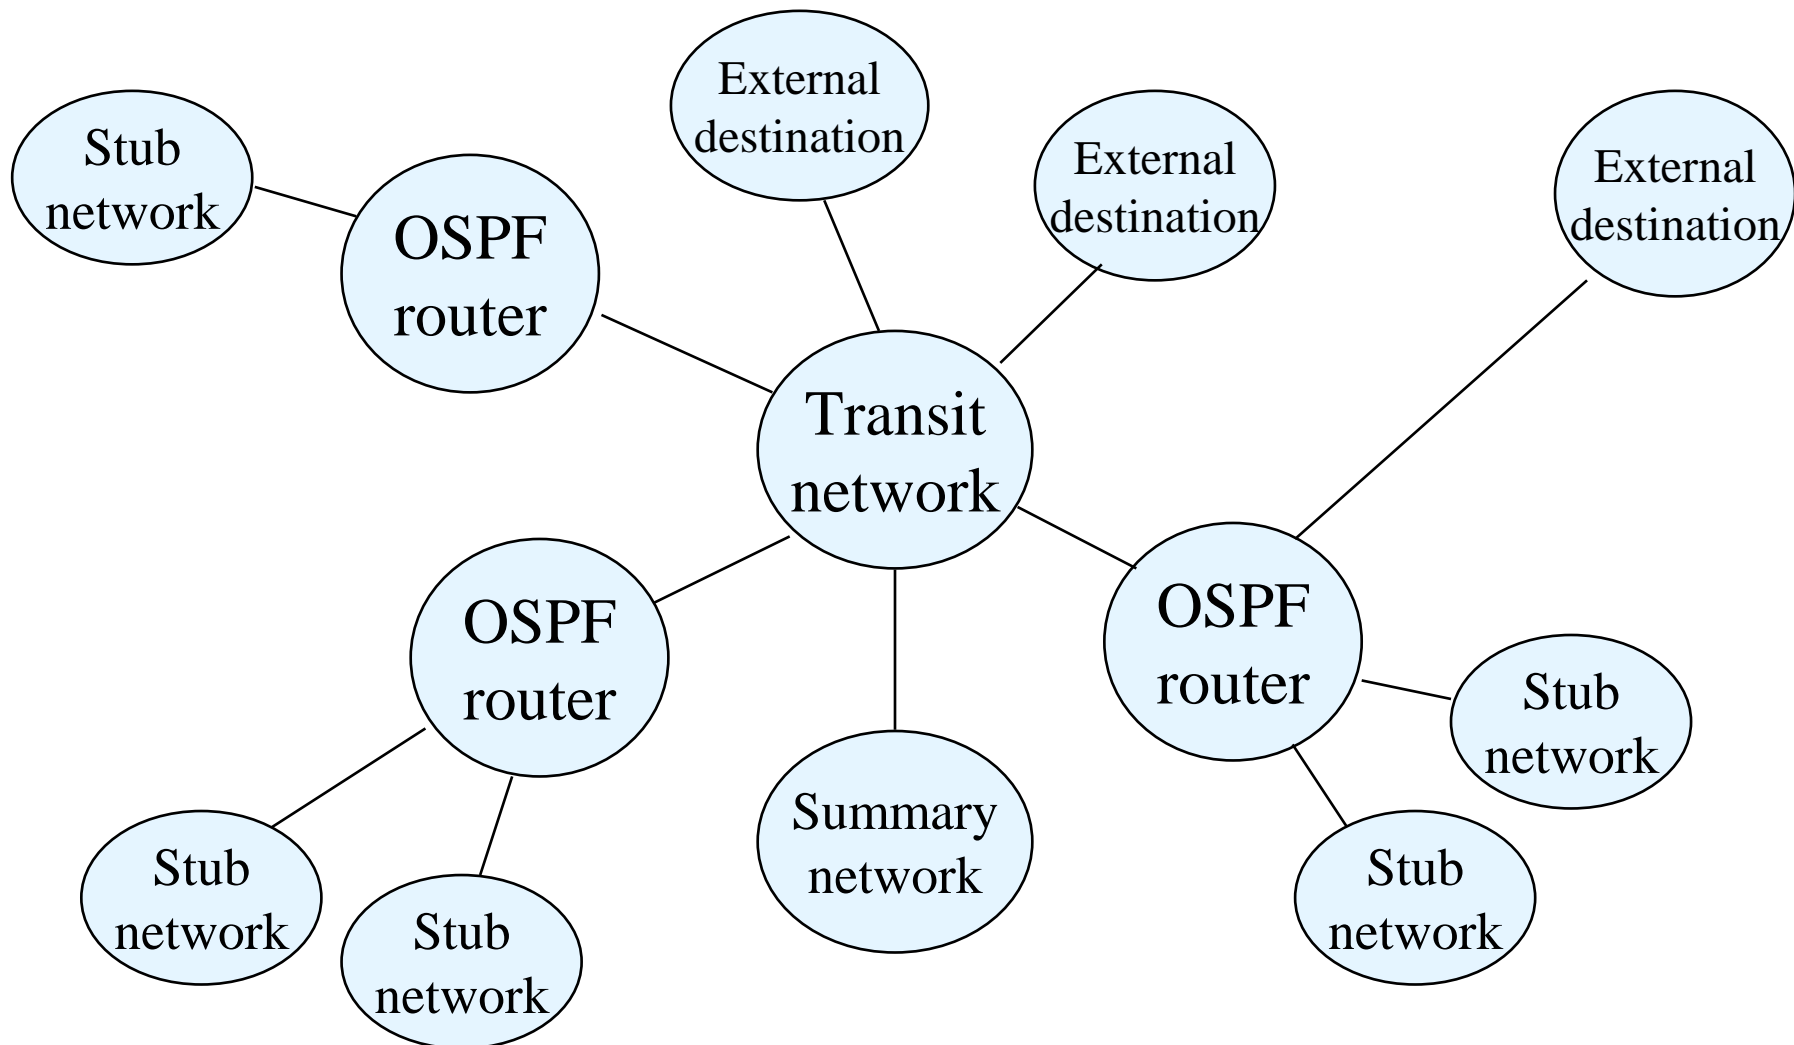 External
destination
Stub
network
External
destination
External
destination
OSPF
router
Transit
network
OSPF
router
OSPF
router
Stub
network
Summary
network
Stub
network
Stub
network
Stub
network